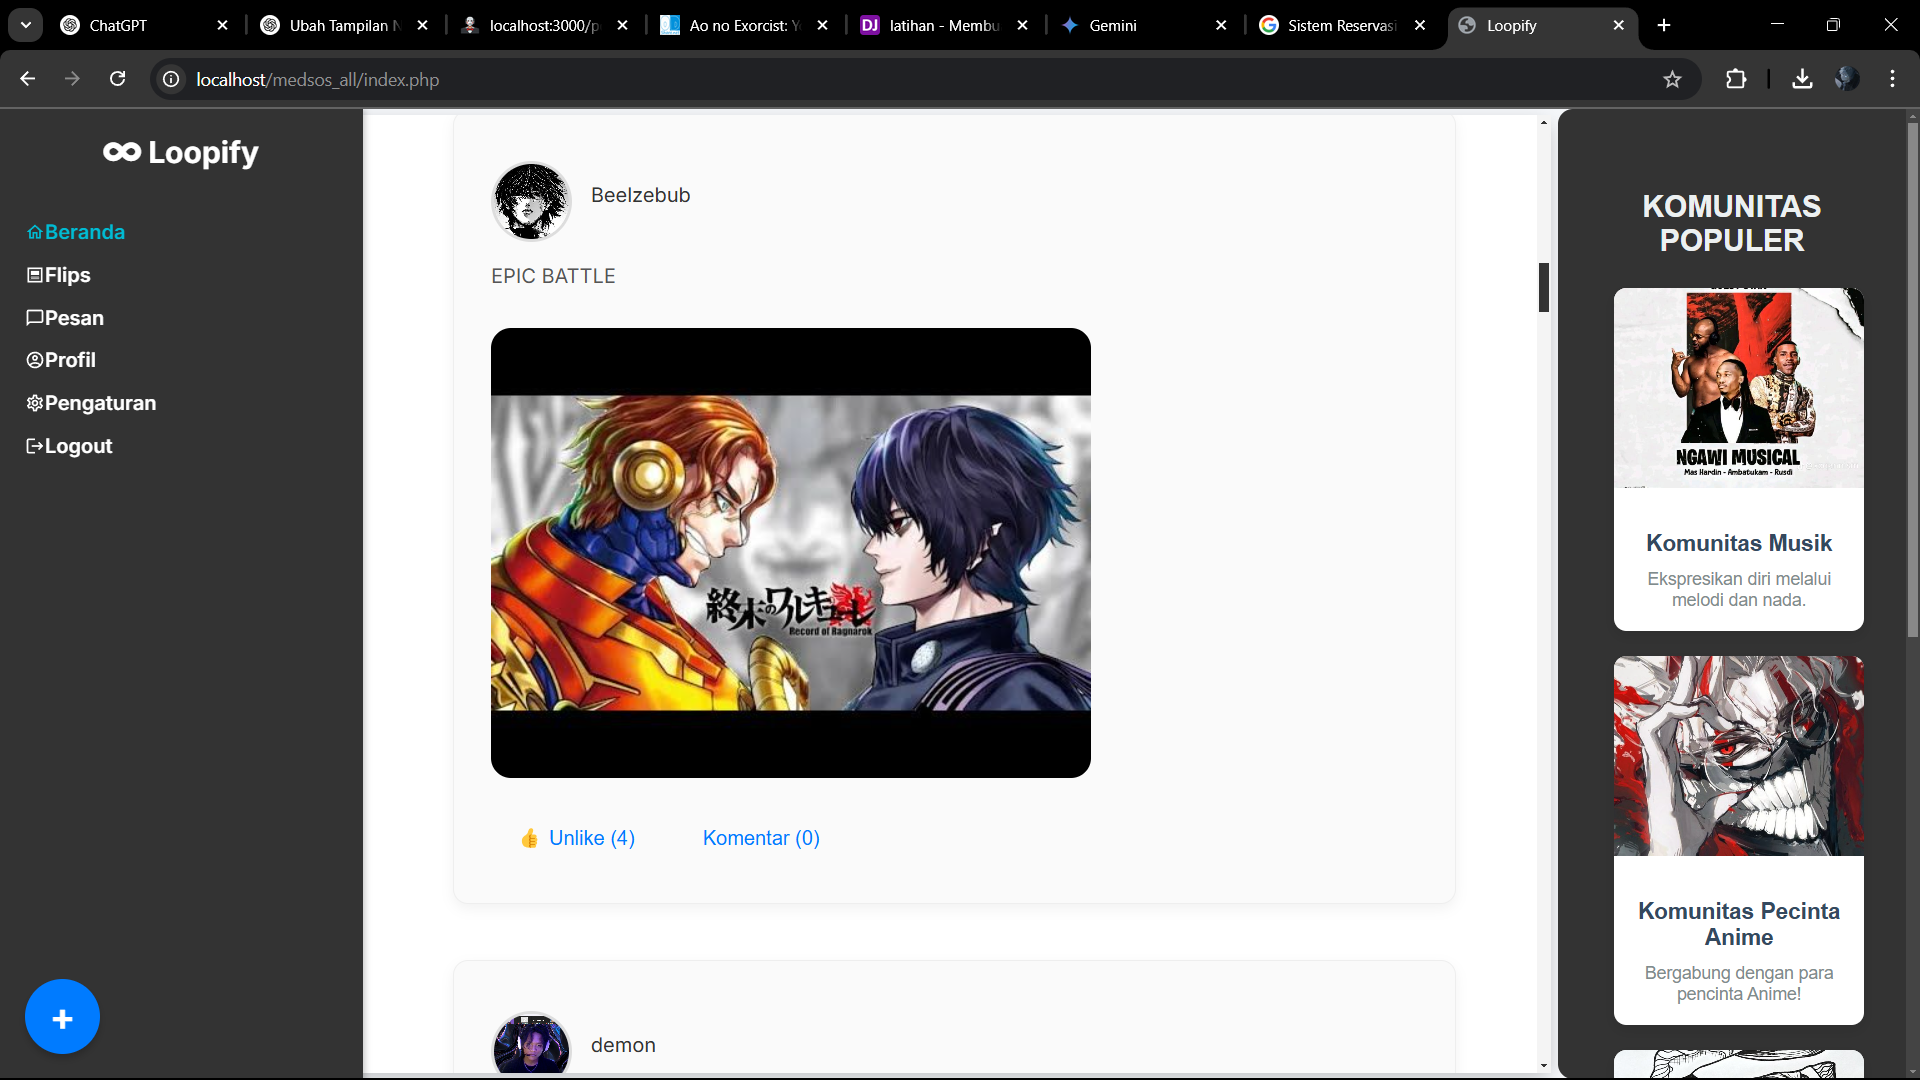 ChatGPT
Ubah Tampilan N
localhost:3000/p
Ao no Exorcist: Y
DJ
latihan - Membu
Gemini
Sistem Reservasi
Loopify
localhost/medsos_all/index.php
Loopify
Beranda
Flips
Pesan
Profil
Pengaturan
Logout
+
Beelzebub
EPIC BATTLE
終末のワルキューレ
Record of Ragnarok
👍 Unlike (4)
Komentar (0)
demon
KOMUNITAS
POPULER
NGAWI MUSICAL
Mas Hardin - Ambatukam - Rusdi
Komunitas Musik
Ekspresikan diri melalui
melodi dan nada.
Komunitas Pecinta
Anime
Bergabung dengan para
pencinta Anime!